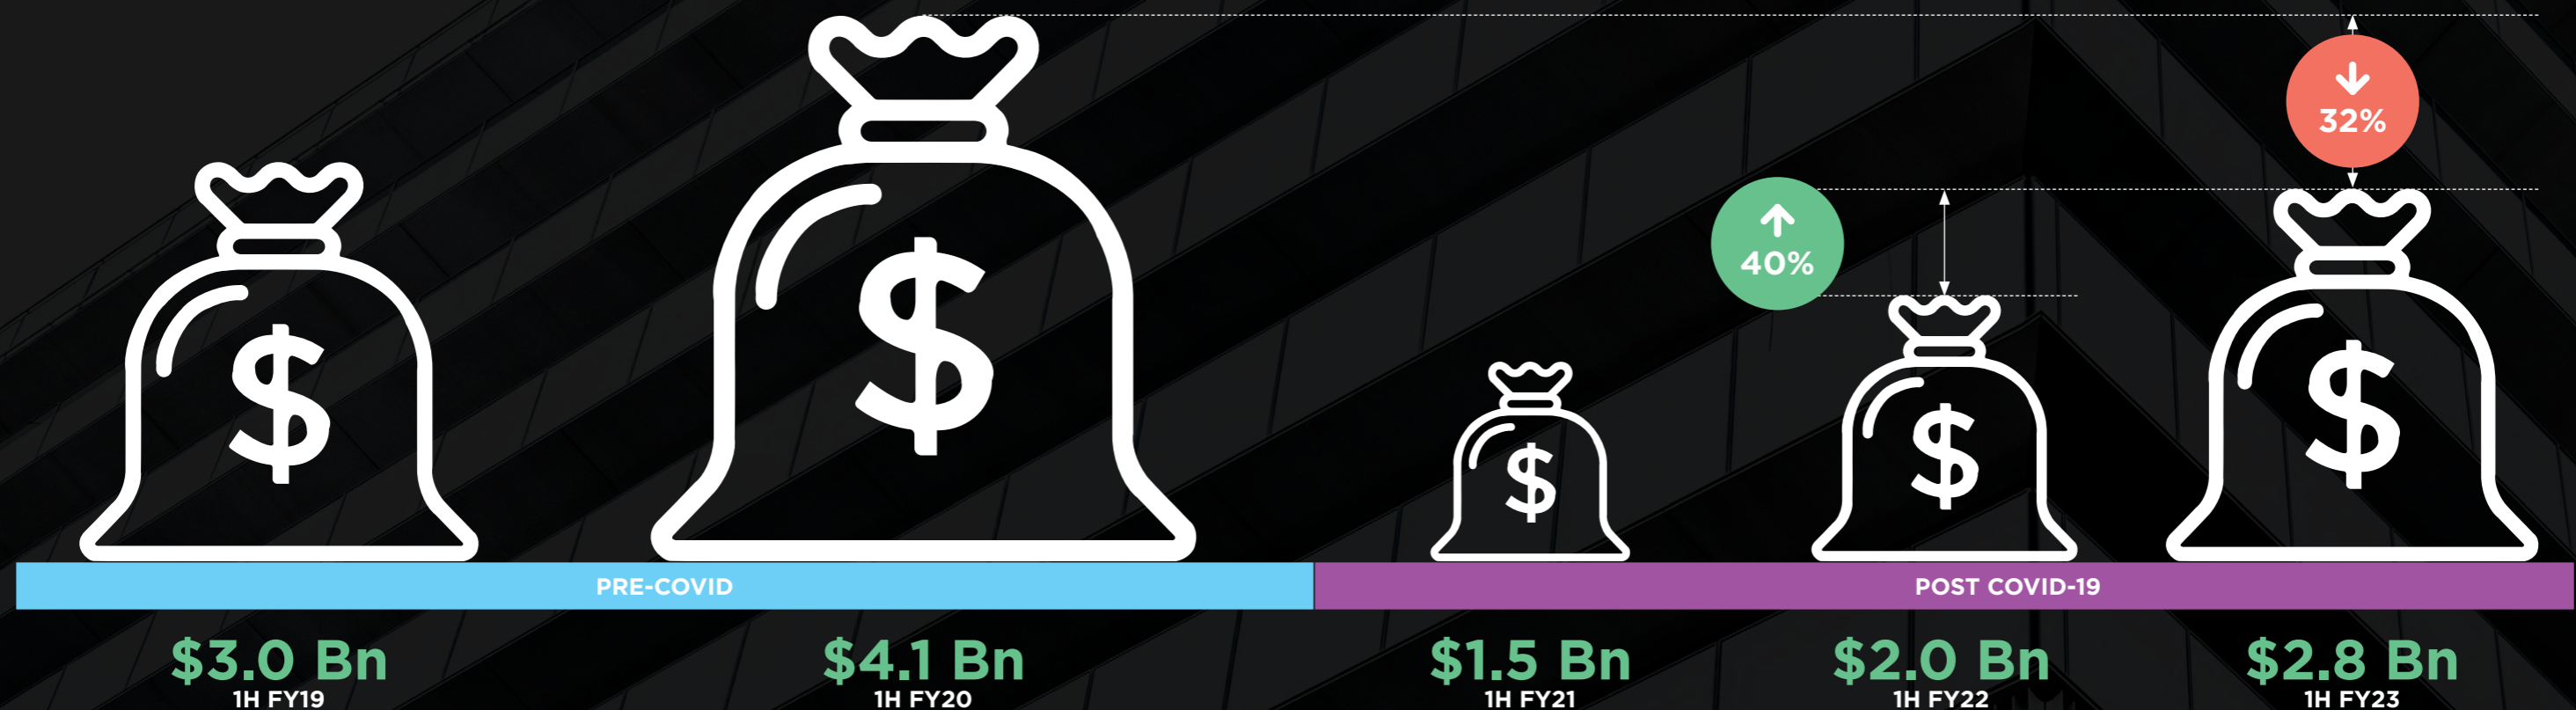 32%
40%
$
$
$
$
$
PRE-COVID
POST COVID-19
$3.0 Bn
1H FY19
$4.1 Bn
1H FY20
$1.5 Bn
1H FY21
$2.0 Bn
1H FY22
$2.8 Bn
1H FY23